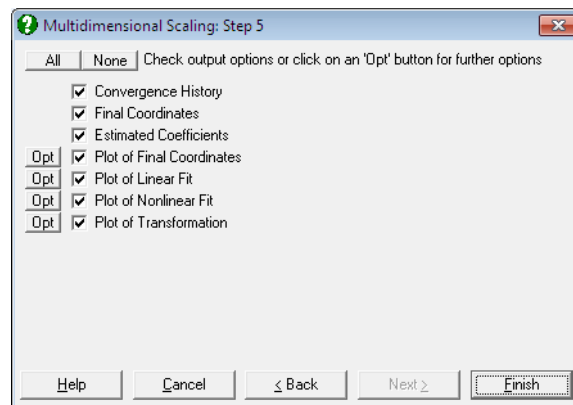 Multidimensional Scaling: Step 5
All None Check output options or click on an 'Opt' button for further options
Convergence History
Final Coordinates
Estimated Coefficients
Opt Plot of Final Coordinates
Opt Plot of Linear Fit
Opt Plot of Nonlinear Fit
Opt Plot of Transformation
Help Cancel < Back Next > Finish